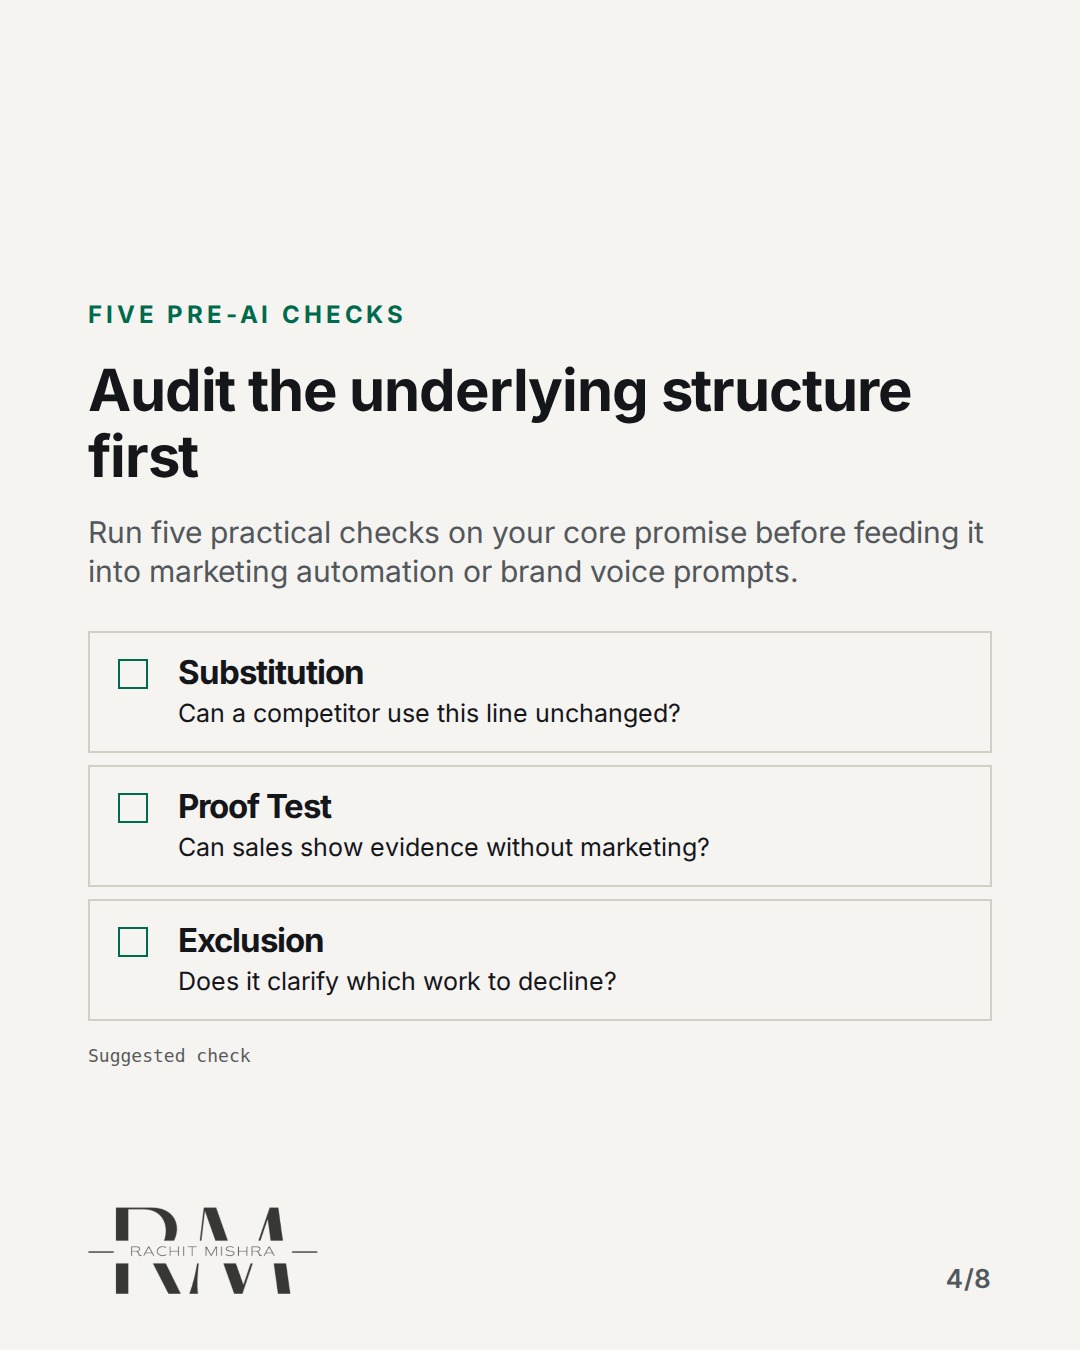 FIVE PRE-AI CHECKS
Audit the underlying structure
first
Run five practical checks on your core promise before feeding it
into marketing automation or brand voice prompts.
Substitution
Can a competitor use this line unchanged?
Proof Test
Can sales show evidence without marketing?
Exclusion
Does it clarify which work to decline?
Suggested check
RM
RACHIT MISHRA
4/8